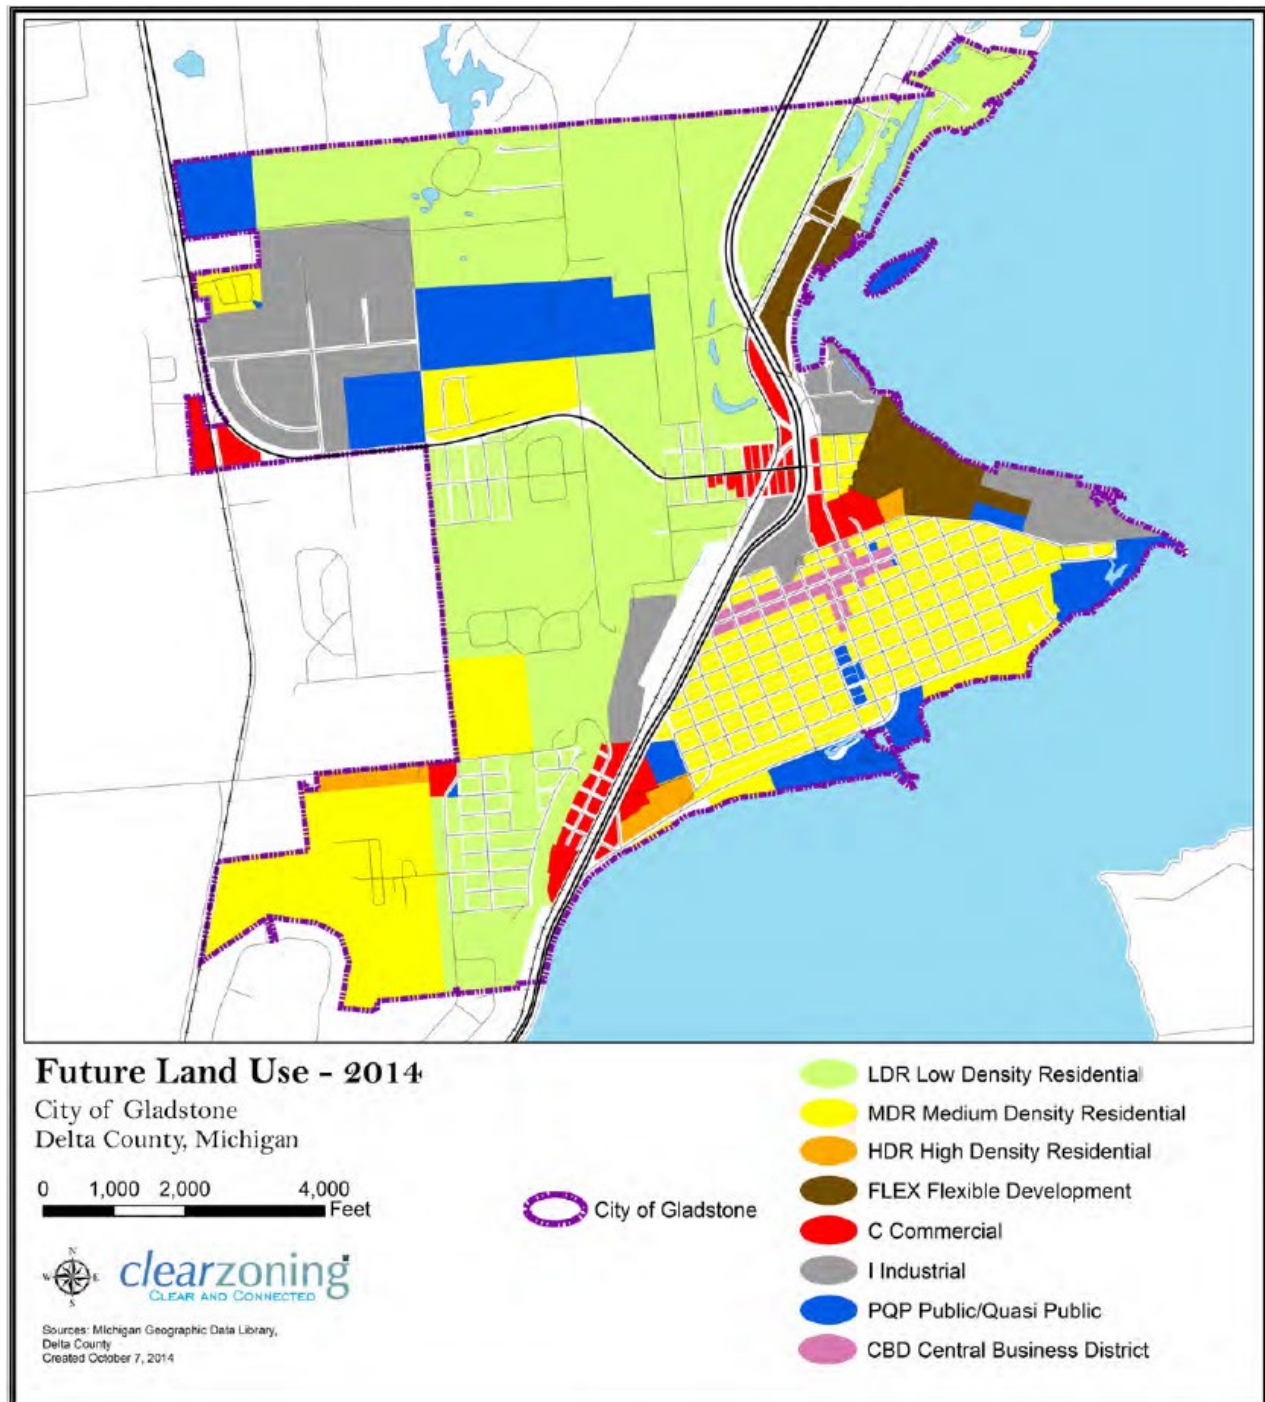 Future Land Use - 2014
City of Gladstone
Delta County, Michigan
0 1,000 2,000 4,000
Feet
N
W E
S
clearzoning
CLEAR AND CONNECTED
Sources: Michigan Geographic Data Library,
Delta County
Created October 7, 2014
City of Gladstone
LDR Low Density Residential
MDR Medium Density Residential
HDR High Density Residential
FLEX Flexible Development
C Commercial
I Industrial
PQP Public/Quasi Public
CBD Central Business District